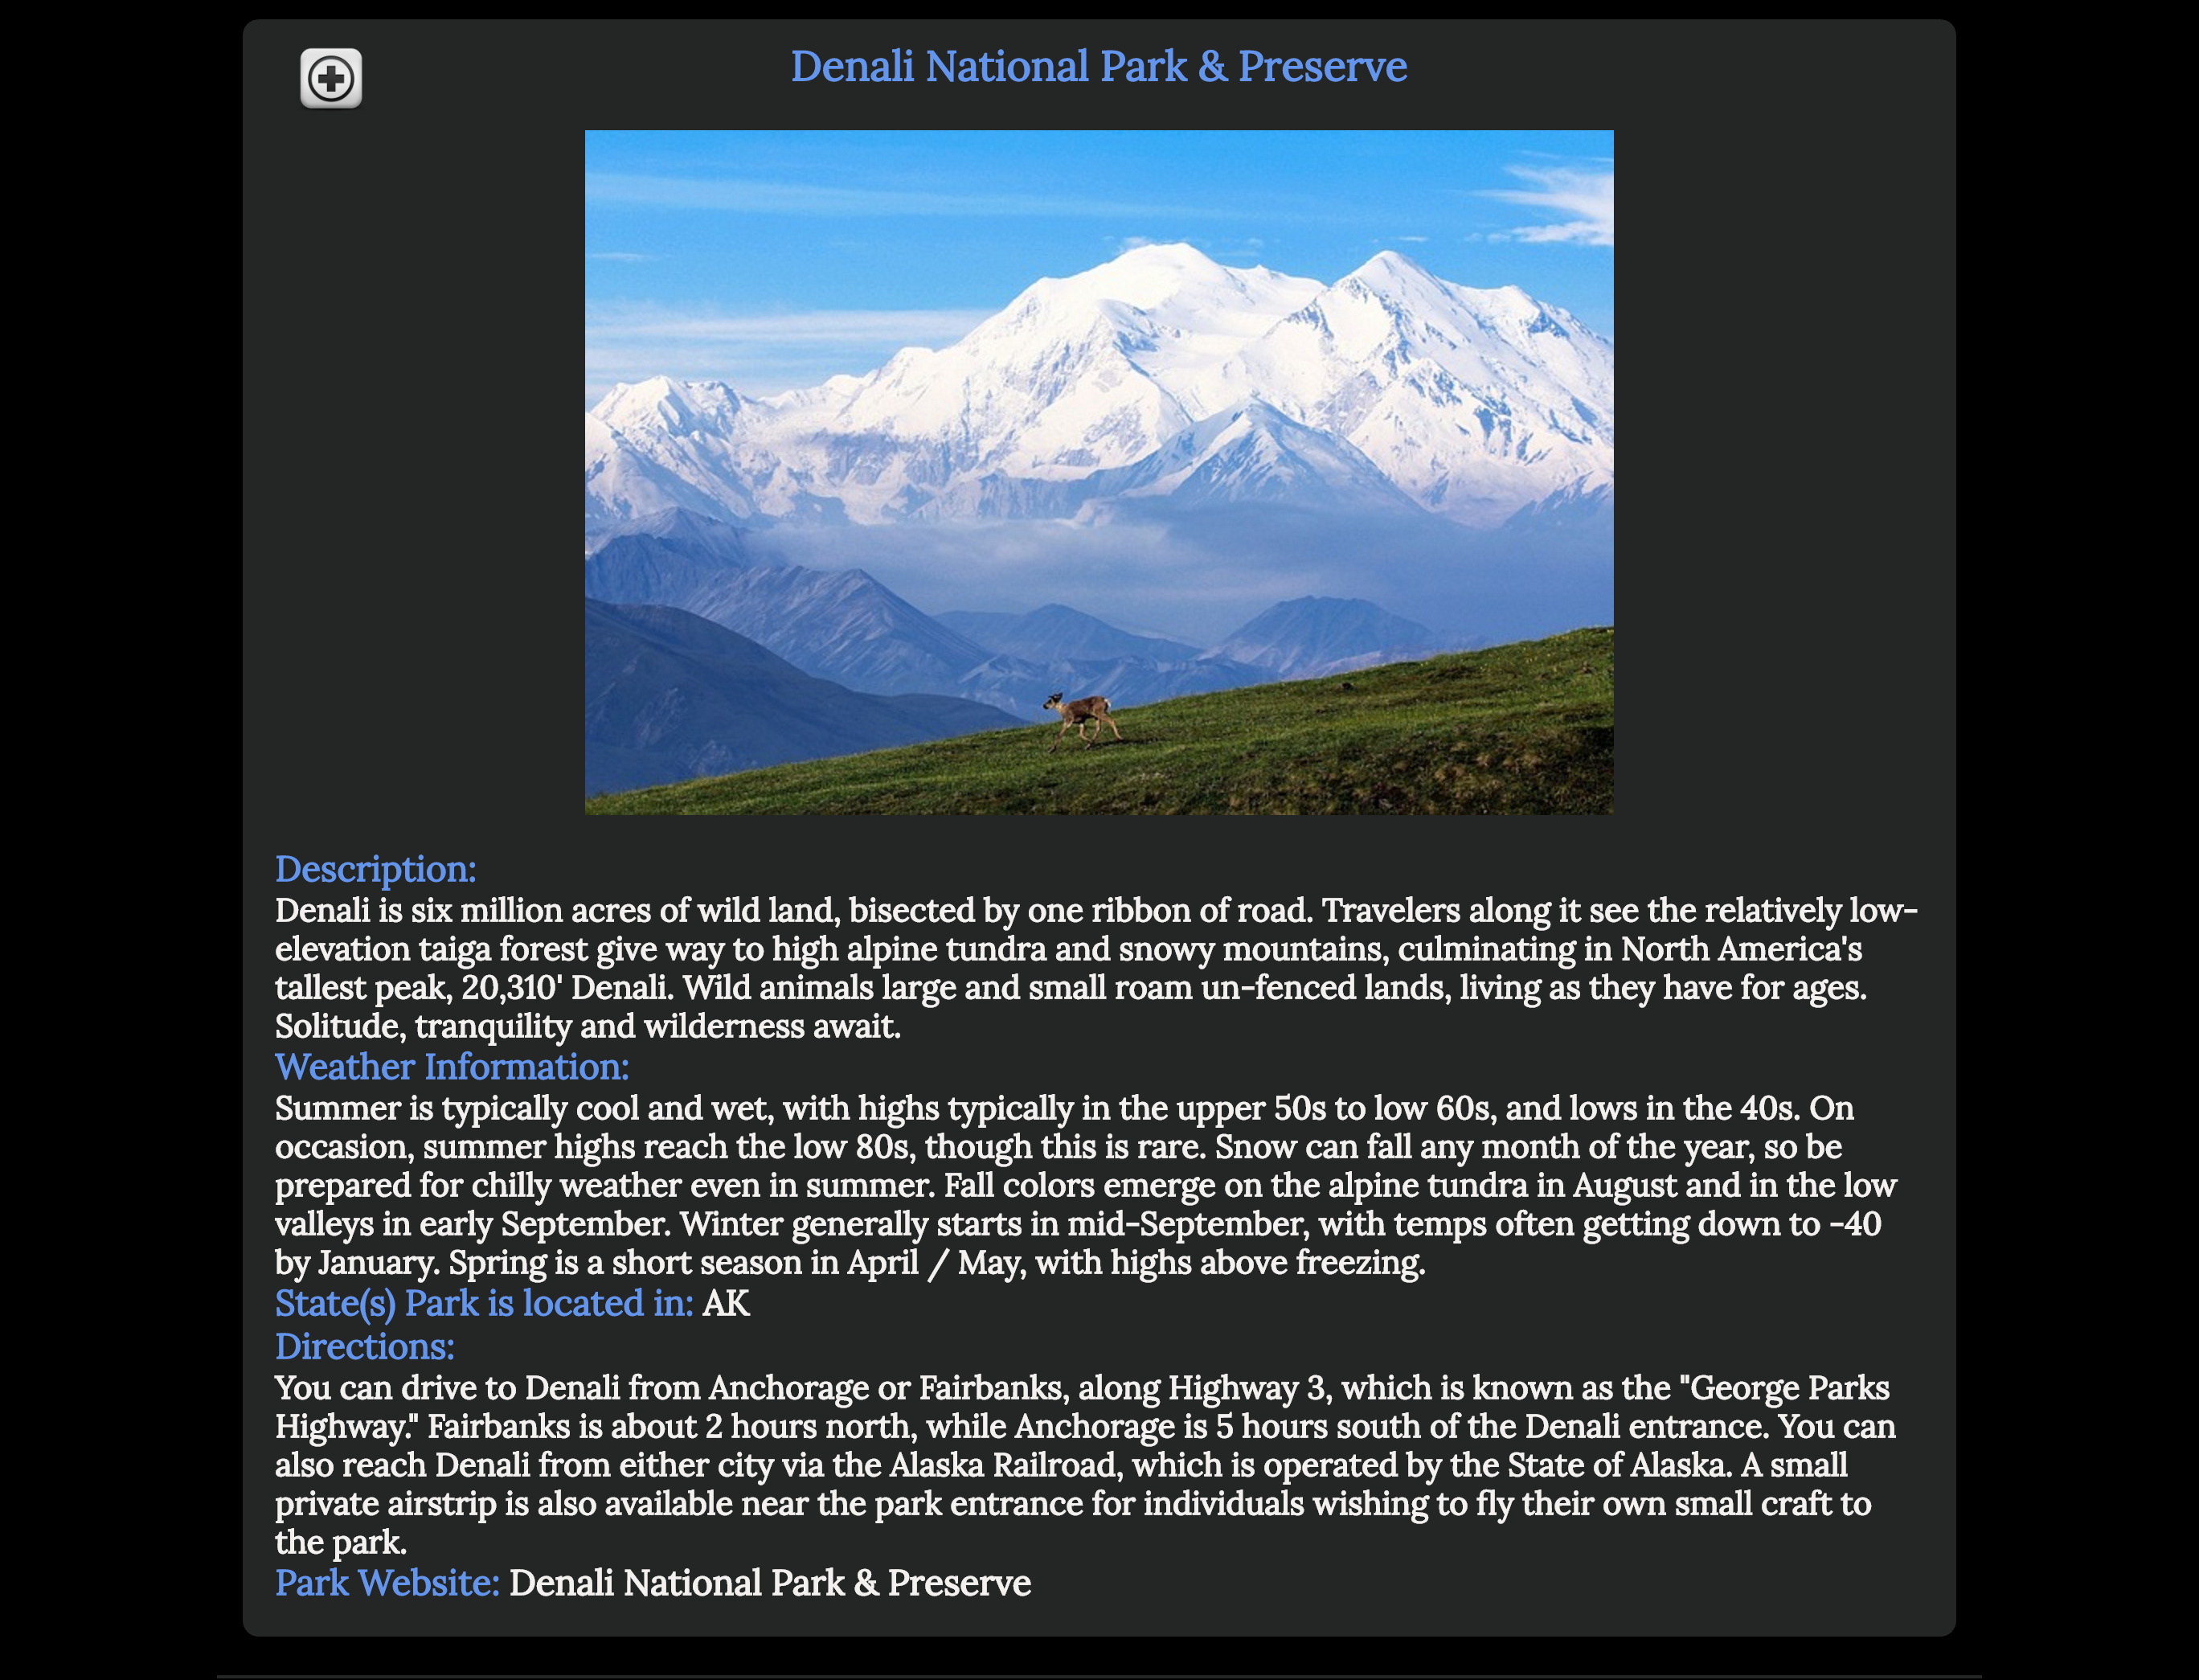 Denali National Park & Preserve
Description:
Denali is six million acres of wild land, bisected by one ribbon of road. Travelers along it see the relatively low-
elevation taiga forest give way to high alpine tundra and snowy mountains, culminating in North America's
tallest peak, 20,310' Denali. Wild animals large and small roam un-fenced lands, living as they have for ages.
Solitude, tranquility and wilderness await.
Weather Information:
Summer is typically cool and wet, with highs typically in the upper 50s to low 60s, and lows in the 40s. On
occasion, summer highs reach the low 80s, though this is rare. Snow can fall any month of the year, so be
prepared for chilly weather even in summer. Fall colors emerge on the alpine tundra in August and in the low
valleys in early September. Winter generally starts in mid-September, with temps often getting down to -40
by January. Spring is a short season in April / May, with highs above freezing.
State(s) Park is located in: AK
Directions:
You can drive to Denali from Anchorage or Fairbanks, along Highway 3, which is known as the "George Parks
Highway." Fairbanks is about 2 hours north, while Anchorage is 5 hours south of the Denali entrance. You can
also reach Denali from either city via the Alaska Railroad, which is operated by the State of Alaska. A small
private airstrip is also available near the park entrance for individuals wishing to fly their own small craft to
the park.
Park Website: Denali National Park & Preserve